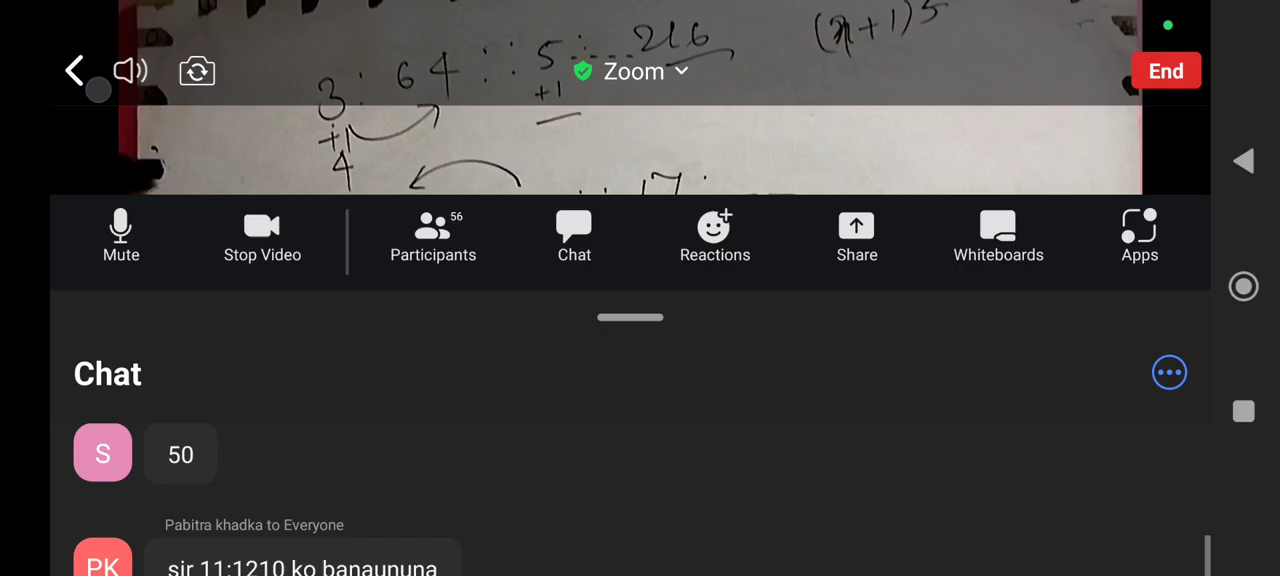 3 : 64 :: 5 : ... 216
(x+1)³
+1
+1
4
17
Zoom
End
Mute
Stop Video
Participants
56
Chat
Reactions
Share
Whiteboards
Apps
Chat
S
50
Pabitra khadka to Everyone
PK
sir 11:1210 ko banaununa